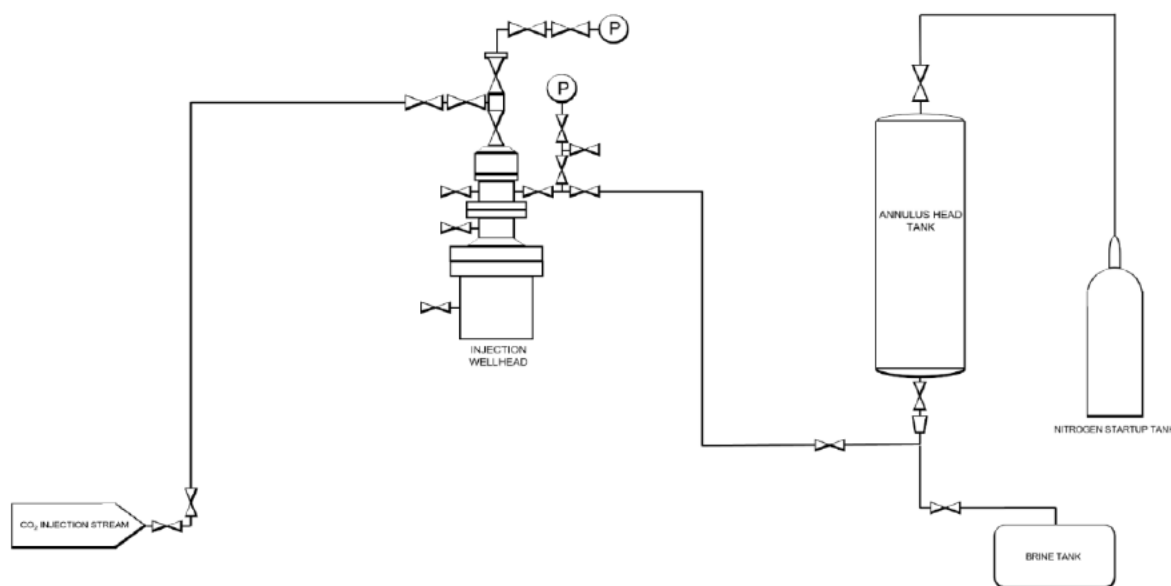 P
P
ANNULUS HEAD
TANK
INJECTION
WELLHEAD
NITROGEN STARTUP TANK
CO₂ INJECTION STREAM
BRINE TANK